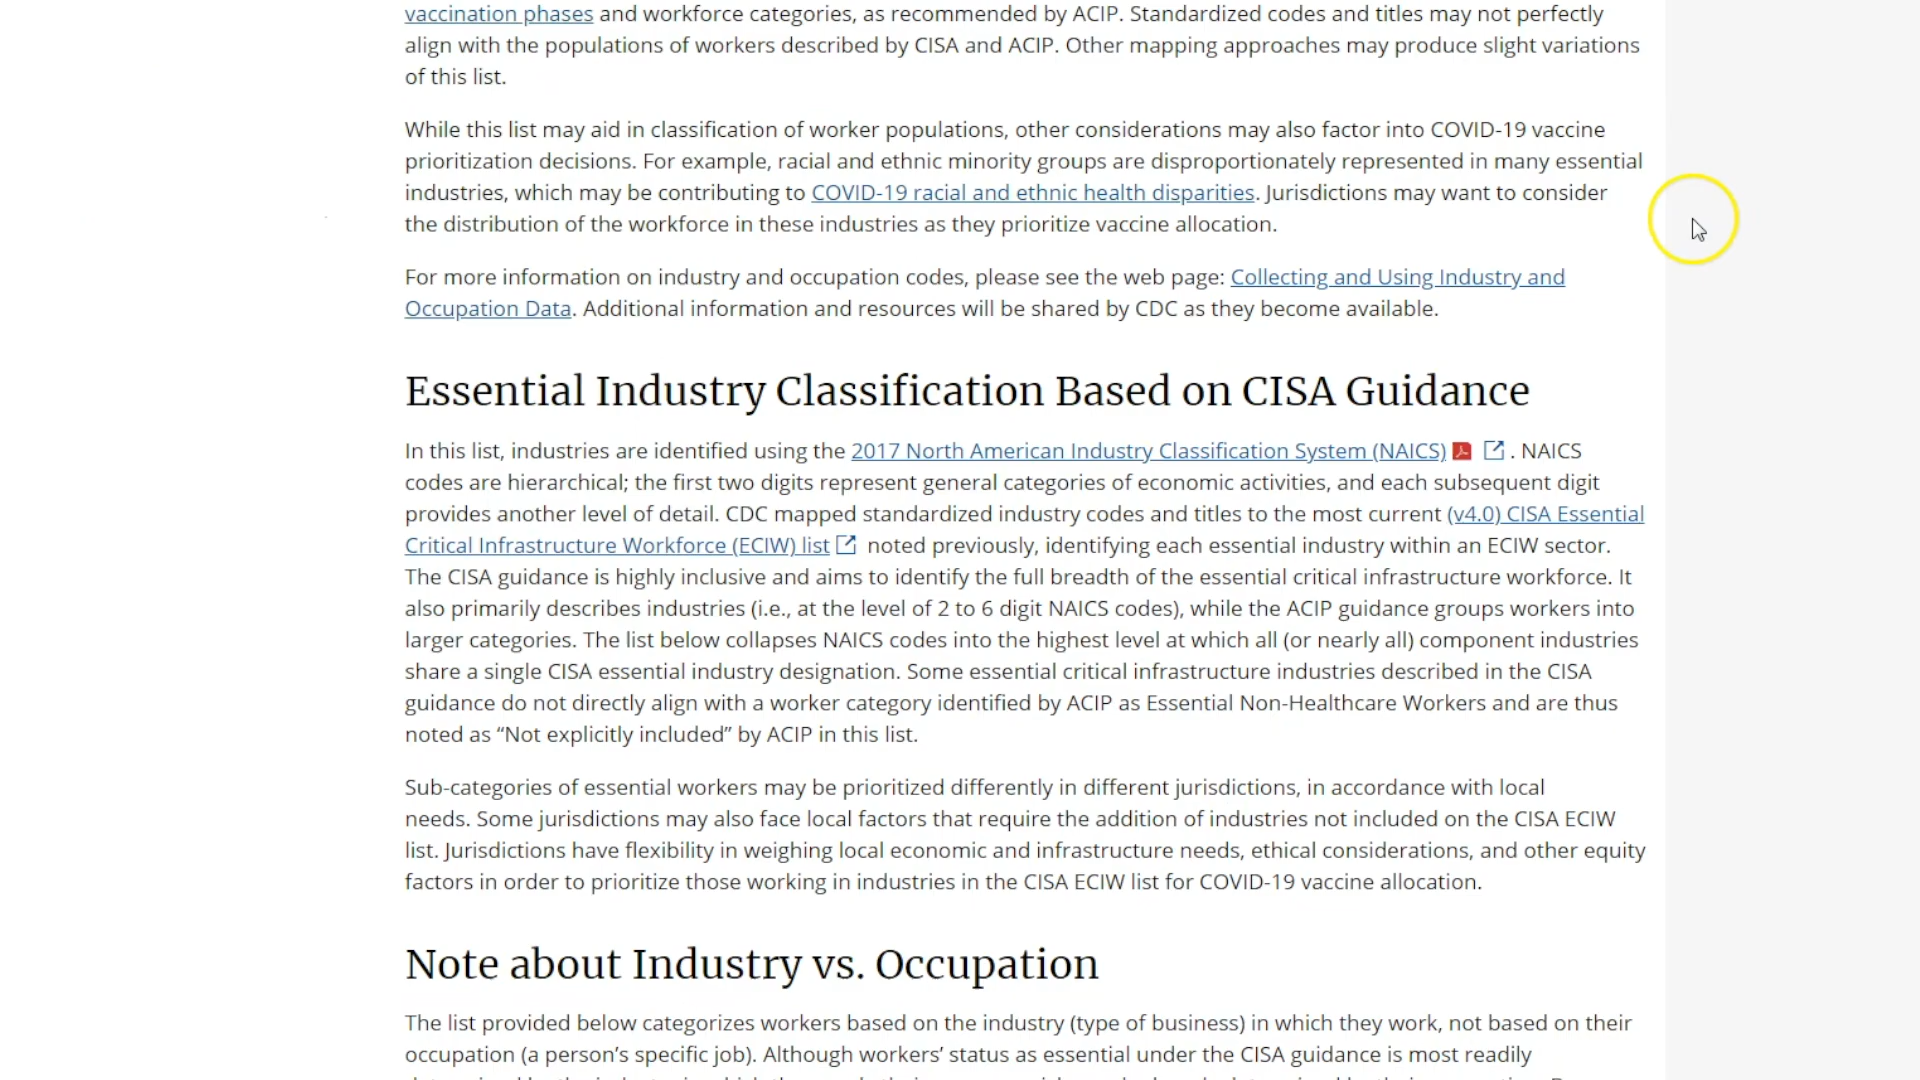 vaccination phases and workforce categories, as recommended by ACIP. Standardized codes and titles may not perfectly
align with the populations of workers described by CISA and ACIP. Other mapping approaches may produce slight variations
of this list.
While this list may aid in classification of worker populations, other considerations may also factor into COVID-19 vaccine
prioritization decisions. For example, racial and ethnic minority groups are disproportionately represented in many essential
industries, which may be contributing to COVID-19 racial and ethnic health disparities. Jurisdictions may want to consider
the distribution of the workforce in these industries as they prioritize vaccine allocation.
For more information on industry and occupation codes, please see the web page: Collecting and Using Industry and
Occupation Data. Additional information and resources will be shared by CDC as they become available.
Essential Industry Classification Based on CISA Guidance
In this list, industries are identified using the 2017 North American Industry Classification System (NAICS) . NAICS
codes are hierarchical; the first two digits represent general categories of economic activities, and each subsequent digit
provides another level of detail. CDC mapped standardized industry codes and titles to the most current (v4.0) CISA Essential
Critical Infrastructure Workforce (ECIW) list noted previously, identifying each essential industry within an ECIW sector.
The CISA guidance is highly inclusive and aims to identify the full breadth of the essential critical infrastructure workforce. It
also primarily describes industries (i.e., at the level of 2 to 6 digit NAICS codes), while the ACIP guidance groups workers into
larger categories. The list below collapses NAICS codes into the highest level at which all (or nearly all) component industries
share a single CISA essential industry designation. Some essential critical infrastructure industries described in the CISA
guidance do not directly align with a worker category identified by ACIP as Essential Non-Healthcare Workers and are thus
noted as “Not explicitly included” by ACIP in this list.
Sub-categories of essential workers may be prioritized differently in different jurisdictions, in accordance with local
needs. Some jurisdictions may also face local factors that require the addition of industries not included on the CISA ECIW
list. Jurisdictions have flexibility in weighing local economic and infrastructure needs, ethical considerations, and other equity
factors in order to prioritize those working in industries in the CISA ECIW list for COVID-19 vaccine allocation.
Note about Industry vs. Occupation
The list provided below categorizes workers based on the industry (type of business) in which they work, not based on their
occupation (a person’s specific job). Although workers’ status as essential under the CISA guidance is most readily